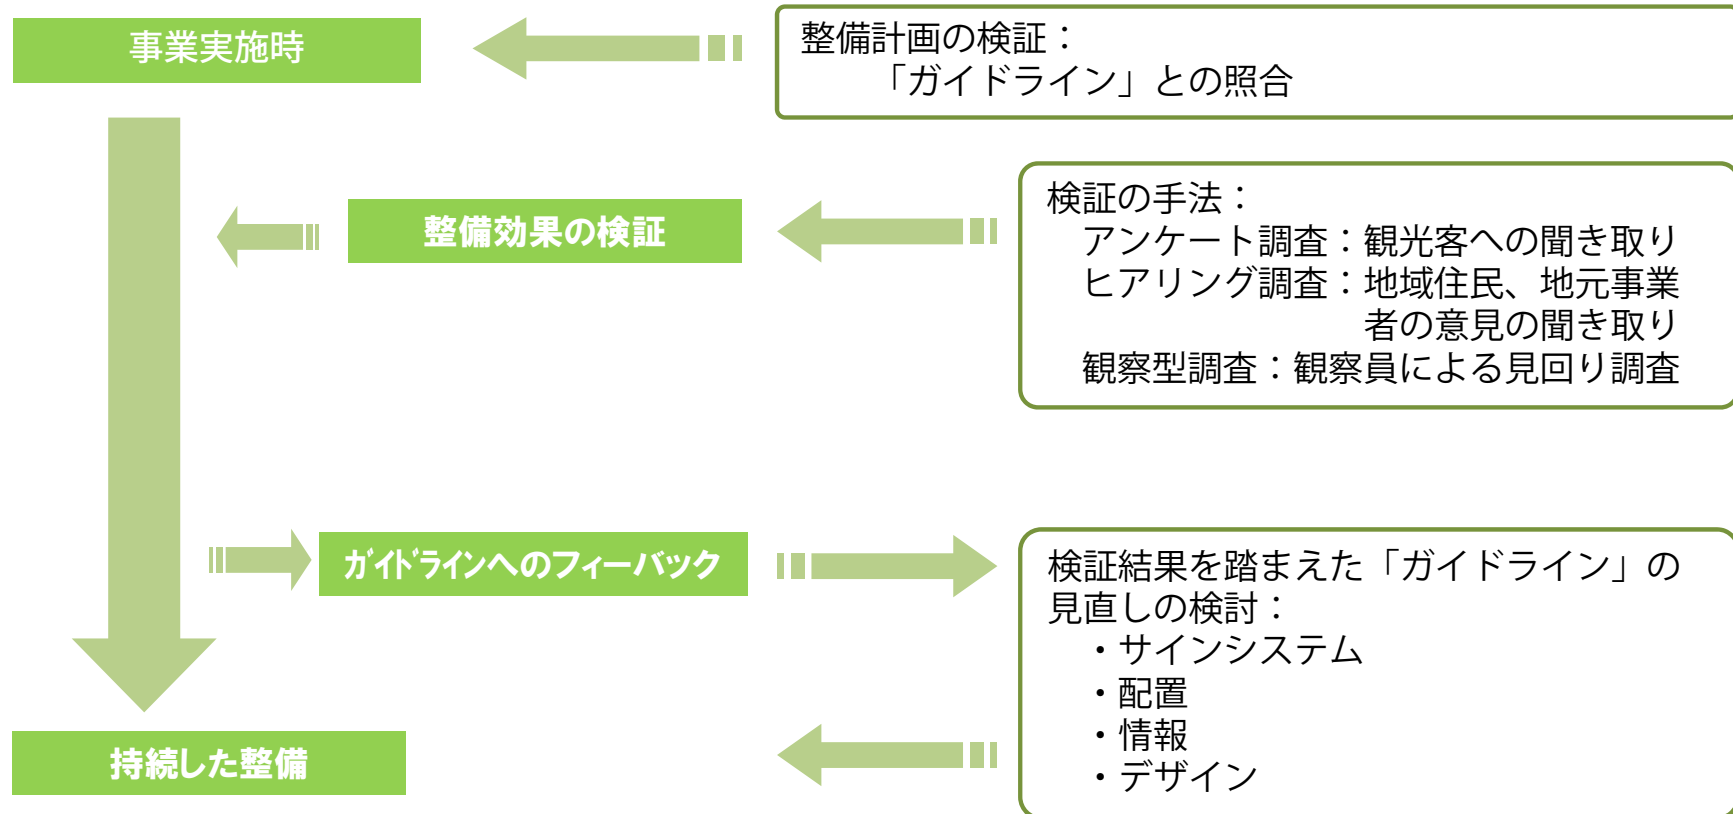 事業実施時
整備計画の検証：
「ガイドライン」との照合
整備効果の検証
検証の手法：
アンケート調査：観光客への聞き取り
ヒアリング調査：地域住民、地元事業
者の意見の聞き取り
観察型調査：観察員による見回り調査
ガイドラインへのフィーバック
検証結果を踏まえた「ガイドライン」の
見直しの検討：
・サインシステム
・配置
・情報
・デザイン
持続した整備